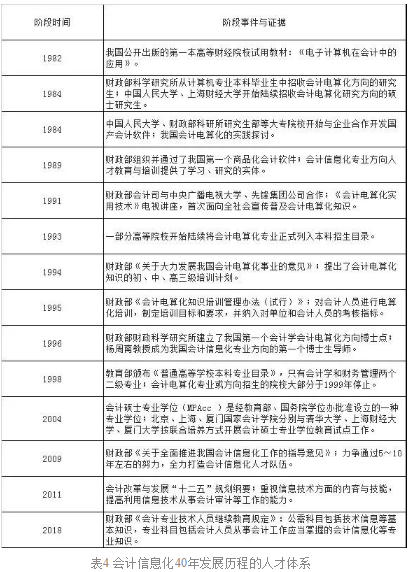 阶段时间
阶段事件与证据
1982
我国公开出版的第一本高等财经院校试用教材：《电子计算机在会计中的
应用》。
1984
财政部科学研究所从计算机专业本科毕业生中招收会计电算化方向的研究
生；中国人民大学、上海财经大学开始陆续招收会计电算化研究方向的硕
士研究生。
1984
中国人民大学、财政部科研所研究生部等大专院校开始与企业合作开发国
产会计软件；我国会计电算化的实践探讨。
1989
财政部组织并通过了我国第一个商品化会计软件；会计信息化专业方向人
才教育与培训提供了学习、研究的实体。
1991
财政部会计司与中央广播电视大学、先锋集团公司合作；《会计电算化实
用技术》电视讲座，首次面向全社会宣传普及会计电算化知识。
1993
一部分高等院校开始陆续将会计电算化专业正式列入本科招生目录。
1994
财政部《关于大力发展我国会计电算化事业的意见》；提出了会计电算化
知识的初、中、高三级培训计划。
1995
财政部《会计电算化知识培训管理办法（试行）》；对会计人员进行电算
化培训，制定培训目标和要求，并纳入对单位和会计人员的考核指标。
1996
财政部财政科学研究所建立了我国第一个会计学会计电算化方向博士点；
杨周南教授成为我国会计信息化专业方向的第一个博士生导师。
1998
教育部颁布《普通高等学校本科专业目录》，只有会计学和财务管理两个
二级专业；会计电算化专业或方向招生的院校大部分于1999年停止。
2004
会计硕士专业学位（MPAcc ）是经教育部、国务院学位办批准设立的一种
专业学位；北京、上海、厦门国家会计学院分别与清华大学、上海财经大
学、厦门大学按联合培养方式开展会计硕士专业学位教育试点工作。
2009
财政部《关于全面推进我国会计信息化工作的指导意见》；力争通过5～10
年左右的努力，全力打造会计信息化人才队伍。
2011
会计改革与发展“十二五”规划纲要；重视信息技术方面的内容与技能，
提高利用信息技术从事会计审计等工作的能力。
2018
财政部《会计专业技术人员继续教育规定》；公需科目包括技术信息等基
本知识，专业科目包括会计人员从事会计工作应当掌握的会计信息化等专
业知识。
表4 会计信息化40年发展历程的人才体系